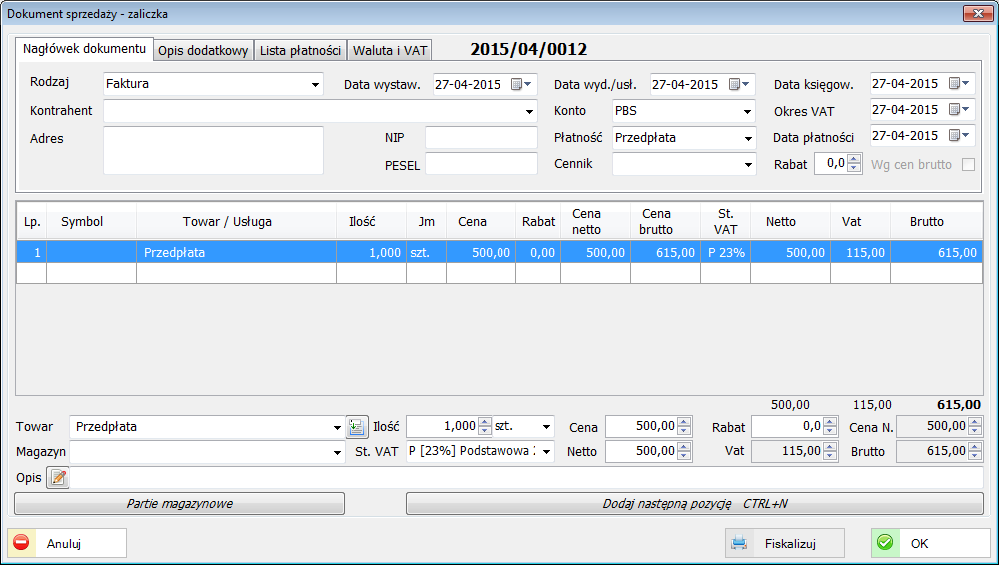 Dokument sprzedaży - zaliczka
Nagłówek dokumentu Opis dodatkowy Lista płatności Waluta i VAT 2015/04/0012
Rodzaj Faktura Data wystaw. 27-04-2015 Data wyd./usł. 27-04-2015 Data księgow. 27-04-2015
Kontrahent Konto PBS Okres VAT 27-04-2015
Adres NIP Płatność Przedpłata Data płatności 27-04-2015
PESEL Cennik Rabat 0,0 Wg cen brutto
Lp. Symbol Towar / Usługa Ilość Jm Cena Rabat Cena netto Cena brutto St. VAT Netto Vat Brutto
1 Przedpłata 1,000 szt. 500,00 0,00 500,00 615,00 P 23% 500,00 115,00 615,00
500,00 115,00 615,00
Towar Przedpłata Ilość 1,000 szt. Cena 500,00 Rabat 0,0 Cena N. 500,00
Magazyn St. VAT P [23%] Podstawowa Netto 500,00 Vat 115,00 Brutto 615,00
Opis
Partie magazynowe Dodaj następną pozycję CTRL+N
Anuluj Fiskalizuj OK